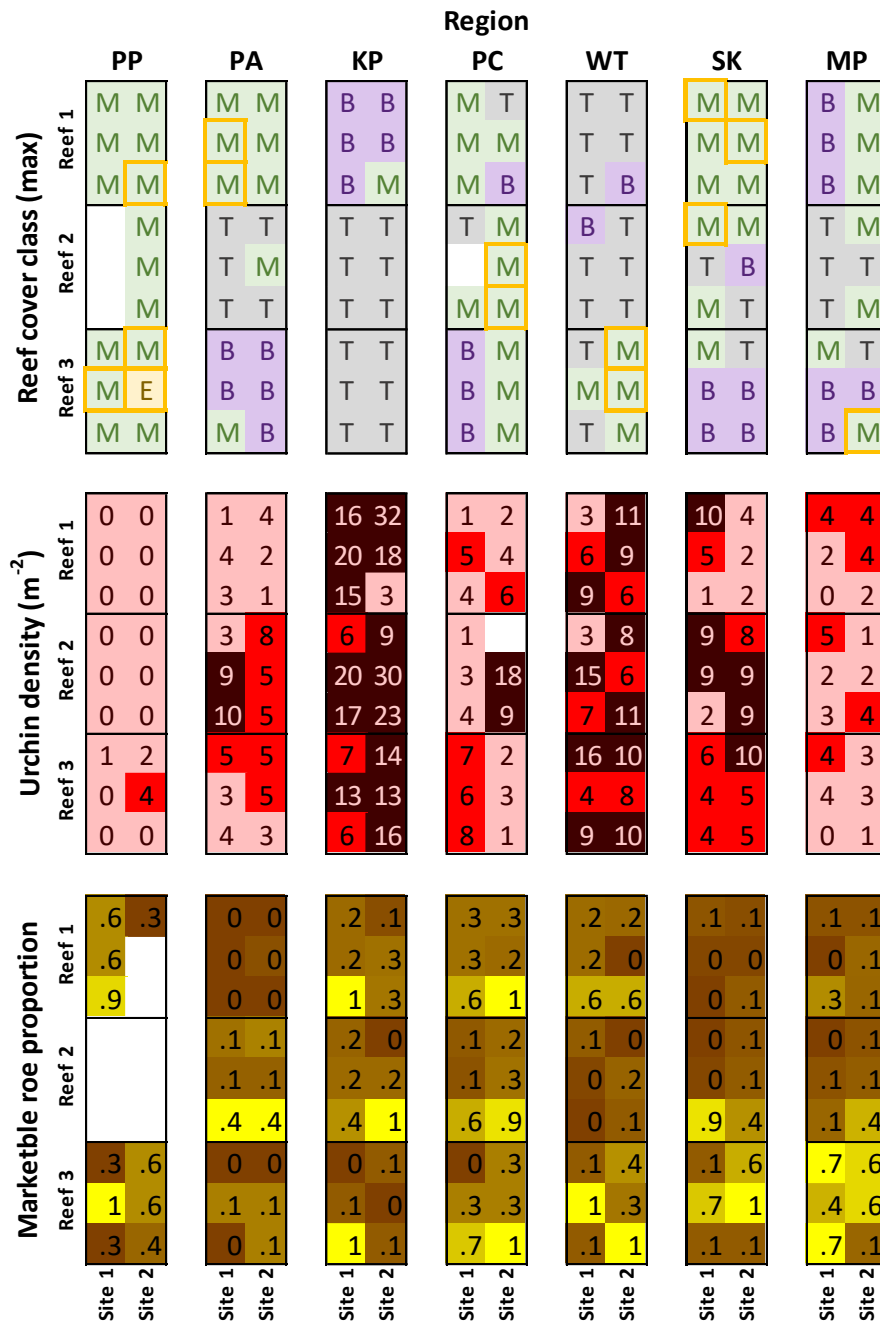 Region
PP PA KP PC WT SK MP
Reef cover class (max)
Reef 1
M M M M B B M T T T M M B M
M M M M B B M M T T M M B M
M M M M B M M B T B M M B M
Reef 2
M T T T T T M B T M M T M
M T M T T M T T T B T T
M T T T T M M T T M T T M
Reef 3
M M B B T T B M T M M T M T
M E B B T T B M M M B B B B
M M M B T T B M T M B B B M
Urchin density (m⁻²)
Reef 1
0 0 1 4 16 32 1 2 3 11 10 4 4 4
0 0 4 2 20 18 5 4 6 9 5 2 2 4
0 0 3 1 15 3 4 6 9 6 1 2 0 2
Reef 2
0 0 3 8 6 9 1 3 8 9 8 5 1
0 0 9 5 20 30 3 18 15 6 9 9 2 2
0 0 10 5 17 23 4 9 7 11 2 9 3 4
Reef 3
1 2 5 5 7 14 7 2 16 10 6 10 4 3
0 4 3 5 13 13 6 3 4 8 4 5 4 3
0 0 4 3 6 16 8 1 9 10 4 5 0 1
Marketble roe proportion
Reef 1
.6 .3 0 0 .2 .1 .3 .3 .2 .2 .1 .1 .1 .1
.6 0 0 .2 .3 .3 .2 .2 0 0 0 0 .1
.9 0 0 1 .3 .6 1 .6 .6 0 .1 .3 .1
Reef 2
.1 .1 .2 0 .1 .2 .1 0 0 .1 0 .1
.1 .1 .2 .2 .1 .3 0 .2 0 .1 .1 .1
.4 .4 .4 1 .6 .9 0 .1 .9 .4 .1 .4
Reef 3
.3 .6 0 0 0 .1 0 .3 .1 .4 .1 .6 .7 .6
1 .6 .1 .1 .1 0 .3 .3 1 .3 .7 1 .4 .6
.3 .4 0 .1 1 .1 .7 1 .1 1 .1 .1 .7 .1
Site 1 Site 2 Site 1 Site 2 Site 1 Site 2 Site 1 Site 2 Site 1 Site 2 Site 1 Site 2 Site 1 Site 2